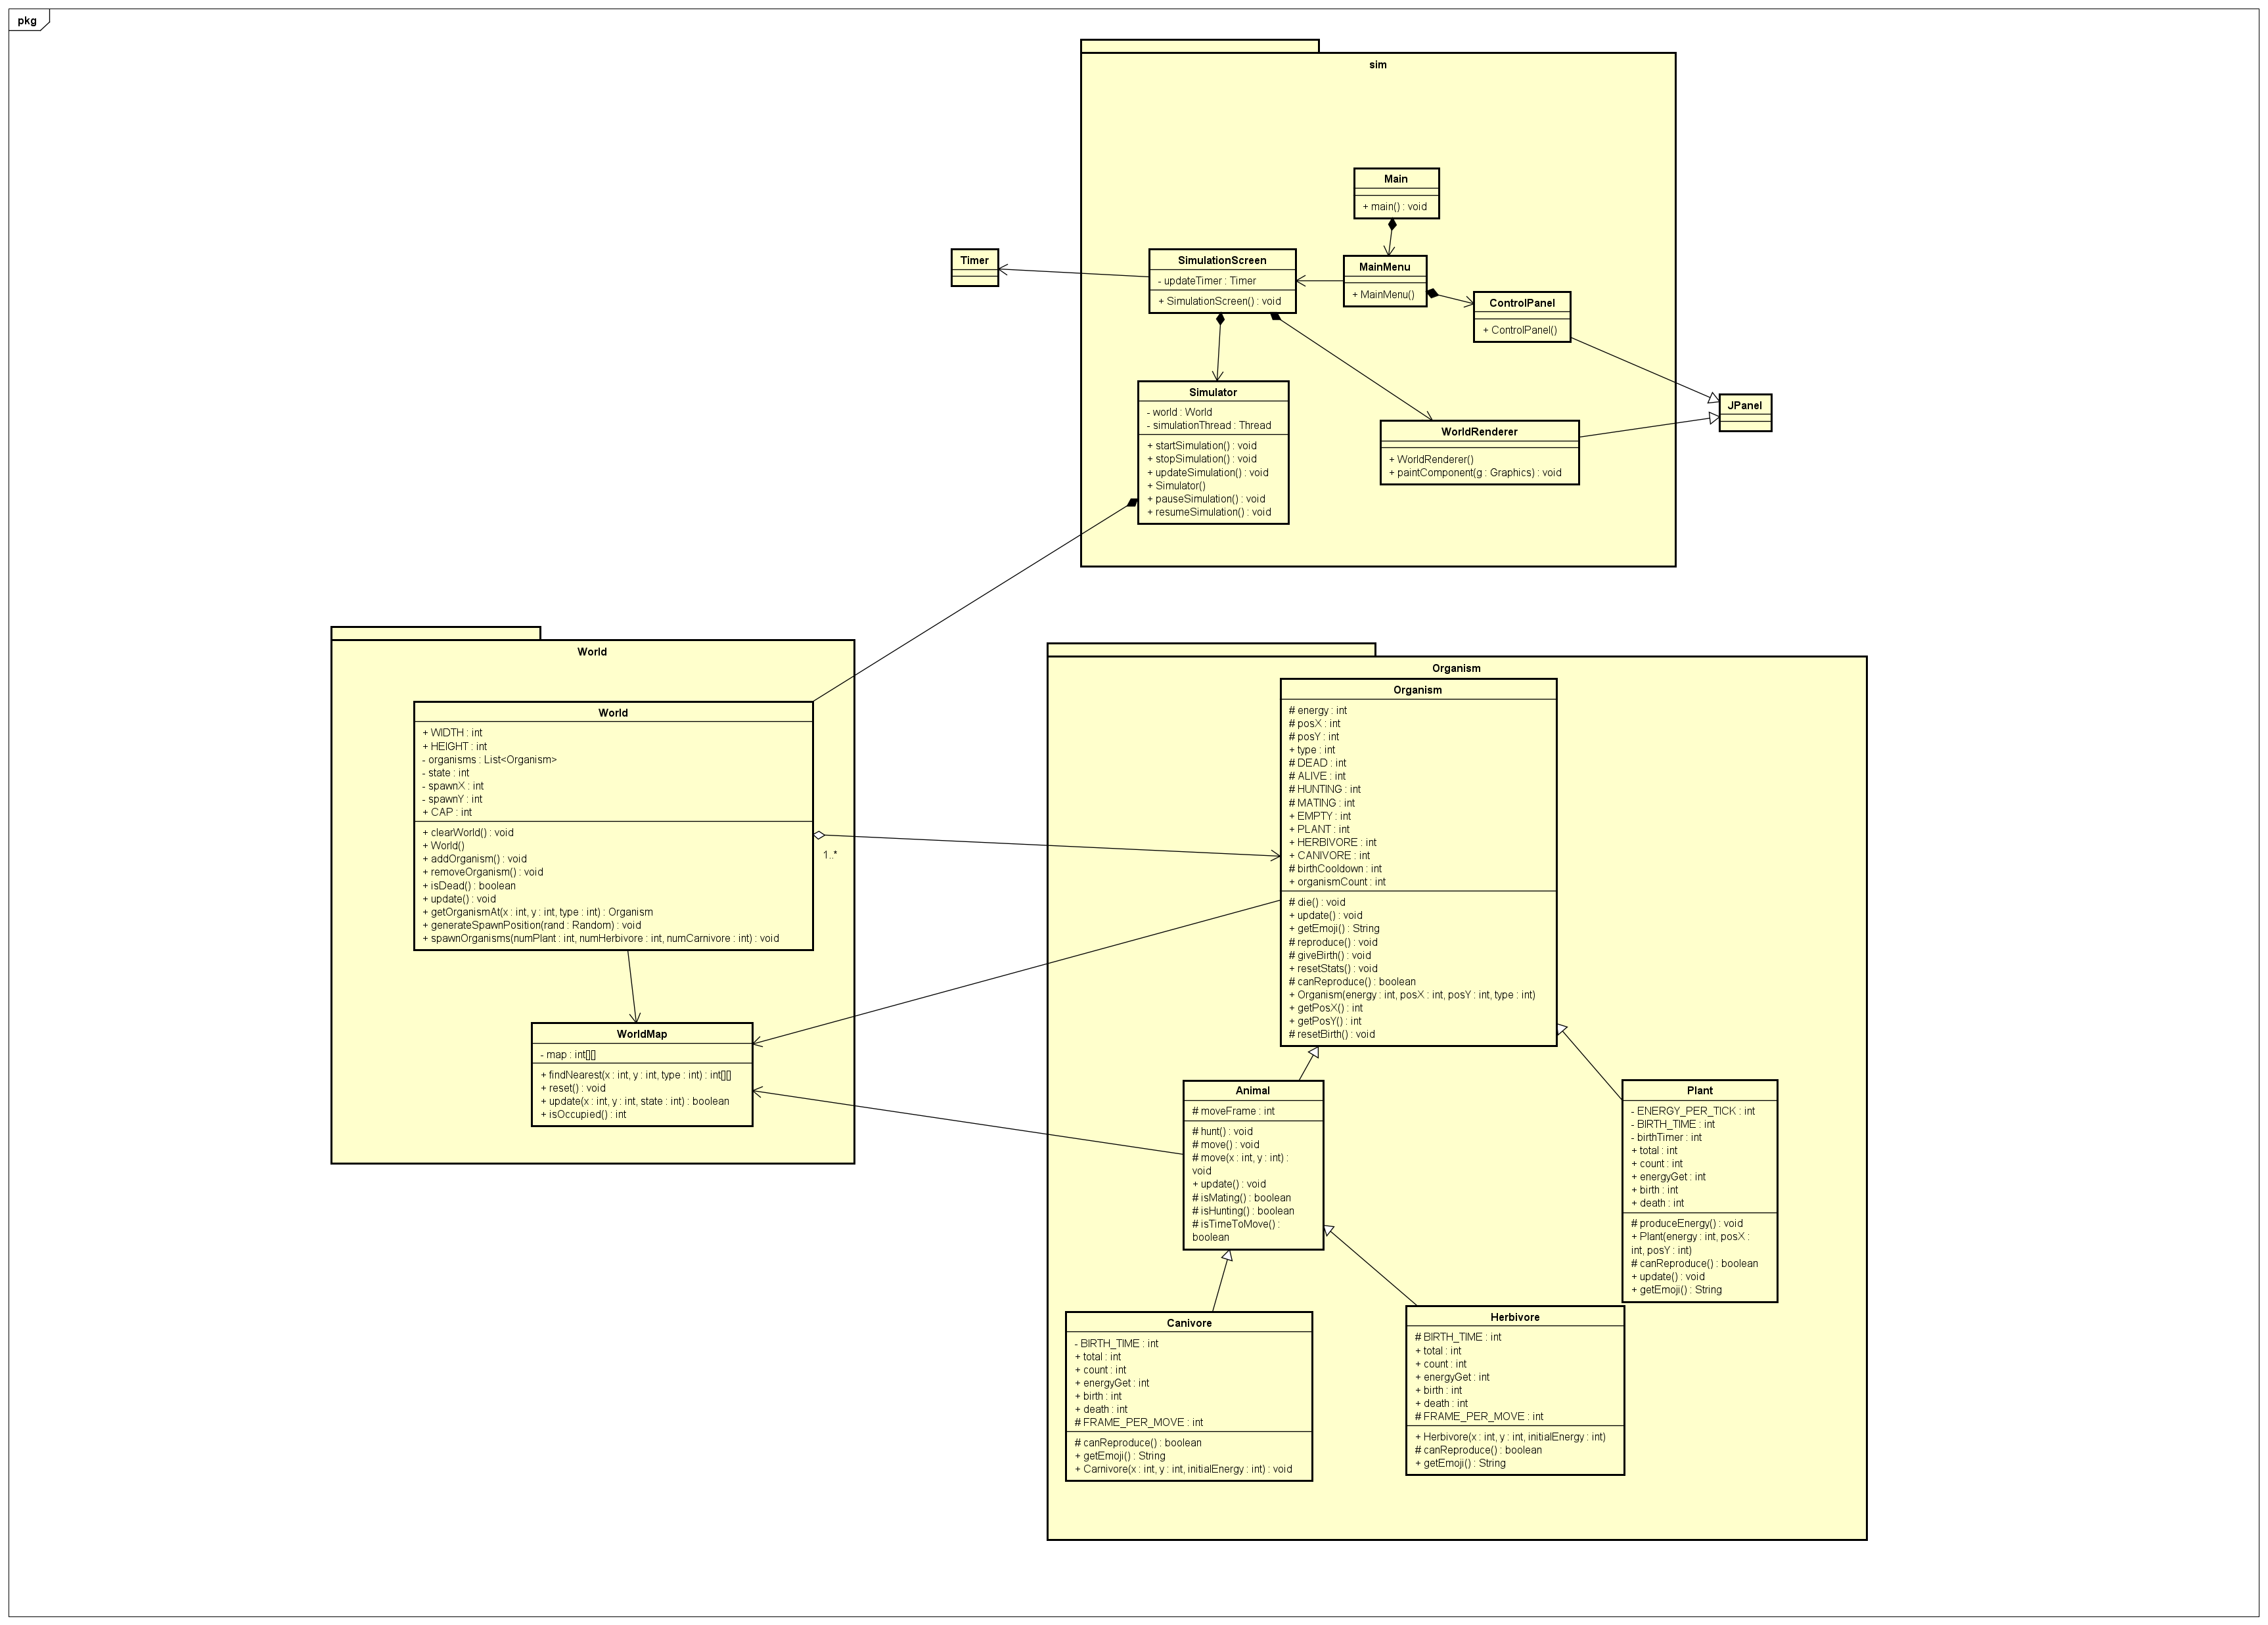 pkg
sim
Main
+ main() : void
Timer
SimulationScreen
- updateTimer : Timer
+ SimulationScreen() : void
MainMenu
+ MainMenu()
ControlPanel
+ ControlPanel()
Simulator
- world : World
- simulationThread : Thread
+ startSimulation() : void
+ stopSimulation() : void
+ updateSimulation() : void
+ Simulator()
+ pauseSimulation() : void
+ resumeSimulation() : void
JPanel
WorldRenderer
+ WorldRenderer()
+ paintComponent(g : Graphics) : void
World
World
+ WIDTH : int
+ HEIGHT : int
- organisms : List<Organism>
- state : int
- spawnX : int
- spawnY : int
+ CAP : int
+ clearWorld() : void
+ World()
+ addOrganism() : void
+ removeOrganism() : void
+ isDead() : boolean
+ update() : void
+ getOrganismAt(x : int, y : int, type : int) : Organism
+ generateSpawnPosition(rand : Random) : void
+ spawnOrganisms(numPlant : int, numHerbivore : int, numCarnivore : int) : void
1..*
WorldMap
- map : int[][]
+ findNearest(x : int, y : int, type : int) : int[][]
+ reset() : void
+ update(x : int, y : int, state : int) : boolean
+ isOccupied() : int
Organism
Organism
# energy : int
# posX : int
# posY : int
+ type : int
# DEAD : int
# ALIVE : int
# HUNTING : int
# MATING : int
+ EMPTY : int
+ PLANT : int
+ HERBIVORE : int
+ CANIVORE : int
# birthCooldown : int
+ organismCount : int
# die() : void
+ update() : void
+ getEmoji() : String
# reproduce() : void
# giveBirth() : void
+ resetStats() : void
# canReproduce() : boolean
+ Organism(energy : int, posX : int, posY : int, type : int)
+ getPosX() : int
+ getPosY() : int
# resetBirth() : void
Animal
# moveFrame : int
# hunt() : void
# move() : void
# move(x : int, y : int) :
void
+ update() : void
# isMating() : boolean
# isHunting() : boolean
# isTimeToMove() :
boolean
Plant
- ENERGY_PER_TICK : int
- BIRTH_TIME : int
- birthTimer : int
+ total : int
+ count : int
+ energyGet : int
+ birth : int
+ death : int
# produceEnergy() : void
+ Plant(energy : int, posX :
int, posY : int)
# canReproduce() : boolean
+ update() : void
+ getEmoji() : String
Canivore
- BIRTH_TIME : int
+ total : int
+ count : int
+ energyGet : int
+ birth : int
+ death : int
# FRAME_PER_MOVE : int
# canReproduce() : boolean
+ getEmoji() : String
+ Carnivore(x : int, y : int, initialEnergy : int) : void
Herbivore
# BIRTH_TIME : int
+ total : int
+ count : int
+ energyGet : int
+ birth : int
+ death : int
# FRAME_PER_MOVE : int
+ Herbivore(x : int, y : int, initialEnergy : int)
# canReproduce() : boolean
+ getEmoji() : String